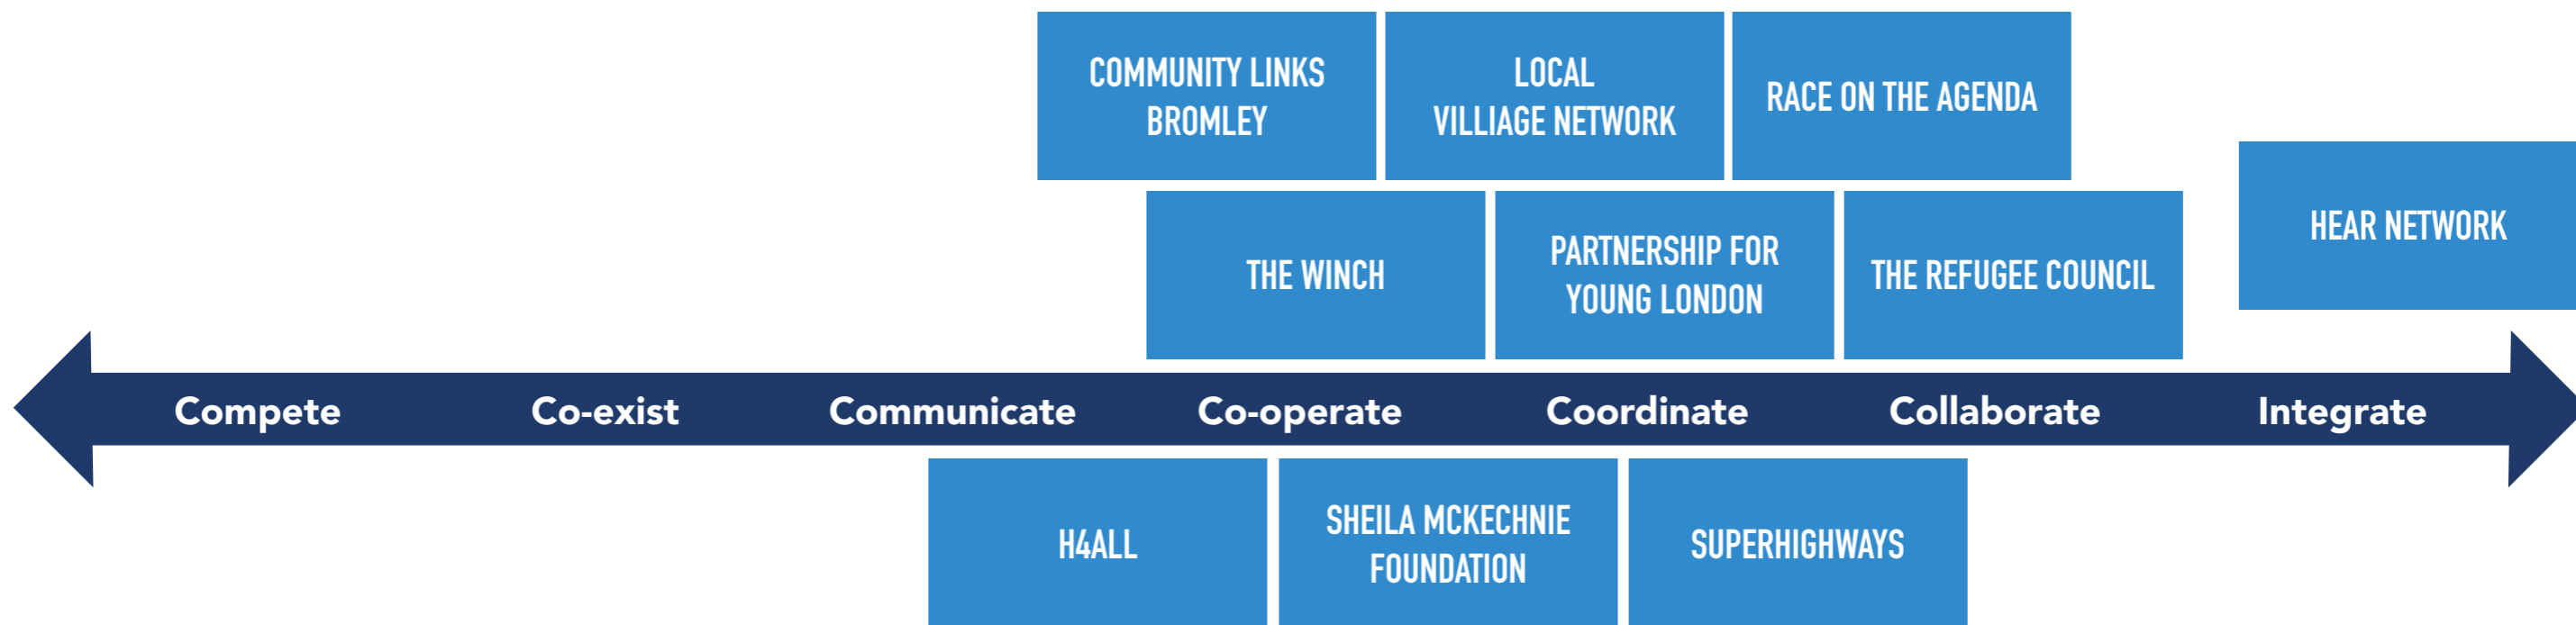 COMMUNITY LINKS
BROMLEY
LOCAL
VILLIAGE NETWORK
RACE ON THE AGENDA
HEAR NETWORK
THE WINCH
PARTNERSHIP FOR
YOUNG LONDON
THE REFUGEE COUNCIL
Compete Co-exist Communicate Co-operate Coordinate Collaborate Integrate
H4ALL
SHEILA MCKECHNIE
FOUNDATION
SUPERHIGHWAYS